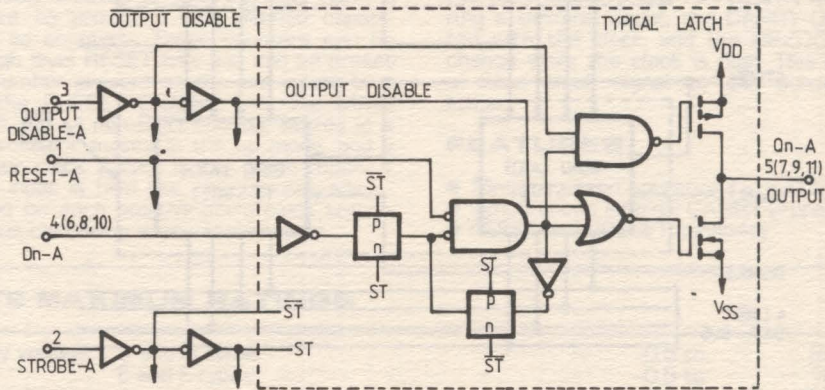 OUTPUT DISABLE
TYPICAL LATCH
VDD
3
OUTPUT
DISABLE-A
OUTPUT DISABLE
1
RESET-A
Qn-A
5(7,9,11)
OUTPUT
ST
p
n
ST
4(6,8,10)
Dn-A
ST
p
n
ST
VSS
ST
2
STROBE-A
ST